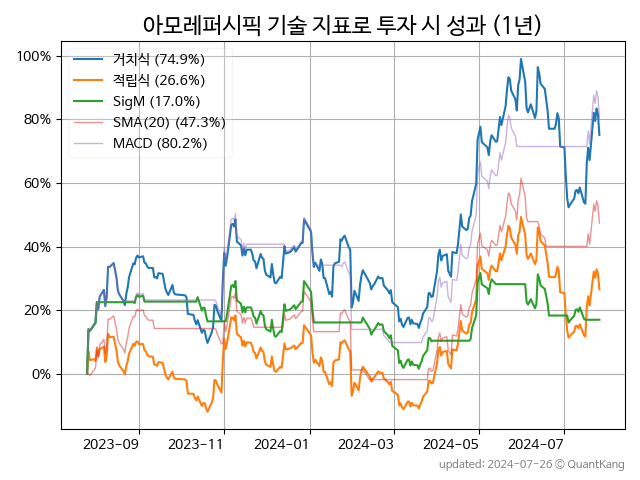 아모레퍼시픽 기술 지표로 투자 시 성과 (1년)
거치식 (74.9%)
적립식 (26.6%)
SigM (17.0%)
SMA(20) (47.3%)
MACD (80.2%)
100%
80%
60%
40%
20%
0%
2023-09 2023-11 2024-01 2024-03 2024-05 2024-07
updated: 2024-07-26 © QuantKang